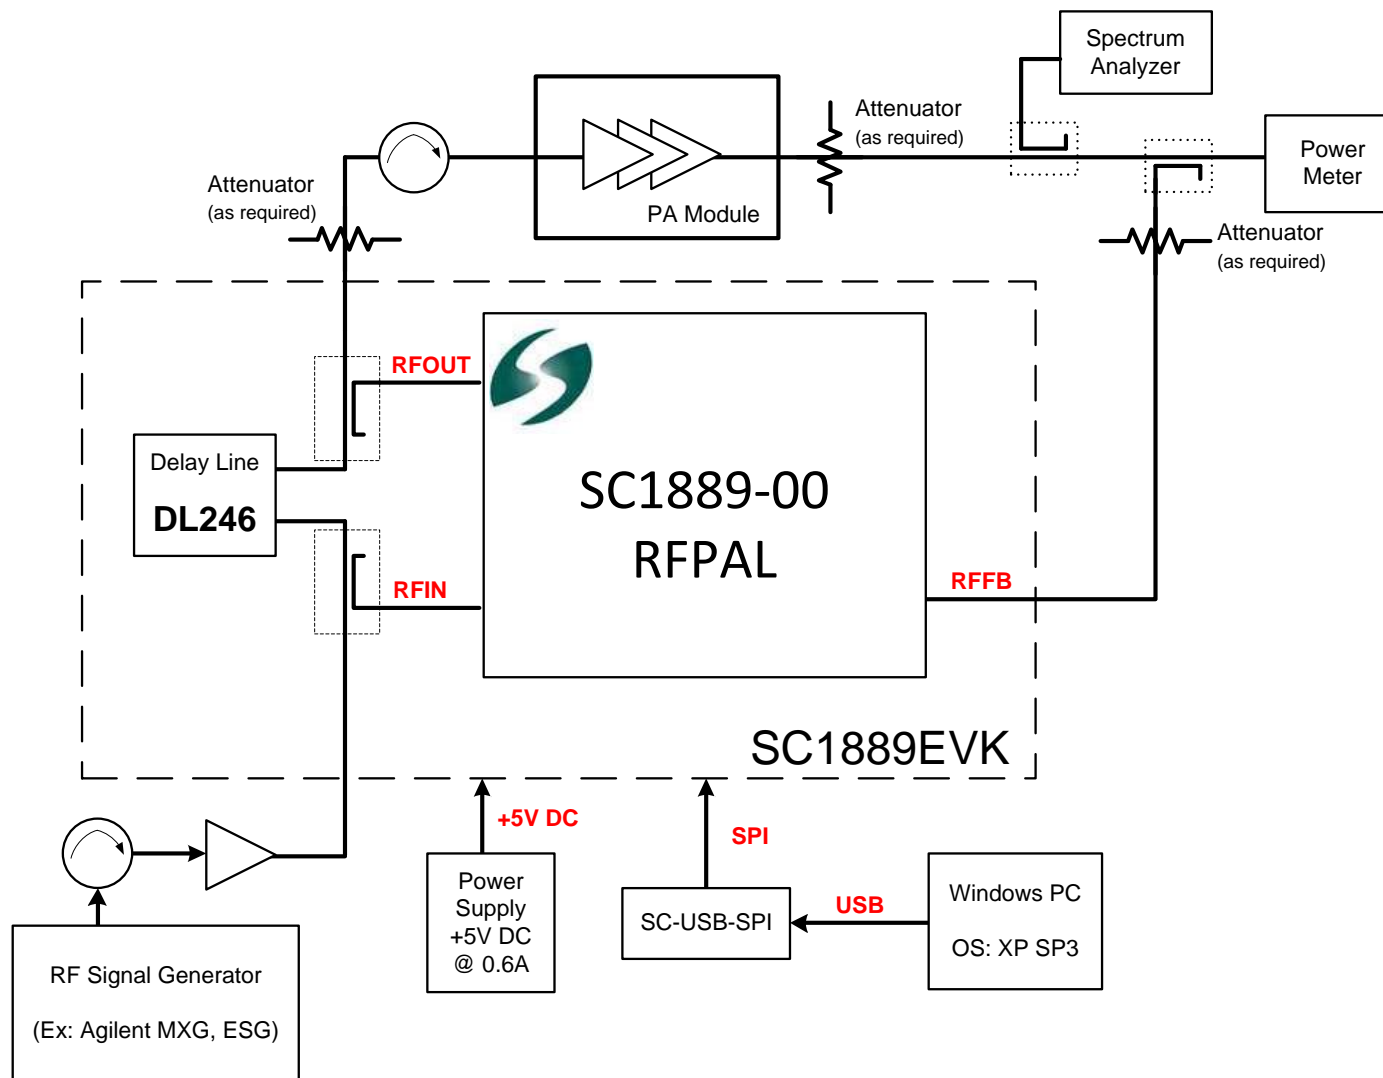 Spectrum
Analyzer
Attenuator
(as required)
Power
Meter
Attenuator
(as required)
PA Module
Attenuator
(as required)
RFOUT
Delay Line
DL246
SC1889-00
RFPAL
RFIN
RFFB
SC1889EVK
+5V DC
SPI
Power
Supply
+5V DC
@ 0.6A
SC-USB-SPI
USB
Windows PC
OS: XP SP3
RF Signal Generator
(Ex: Agilent MXG, ESG)